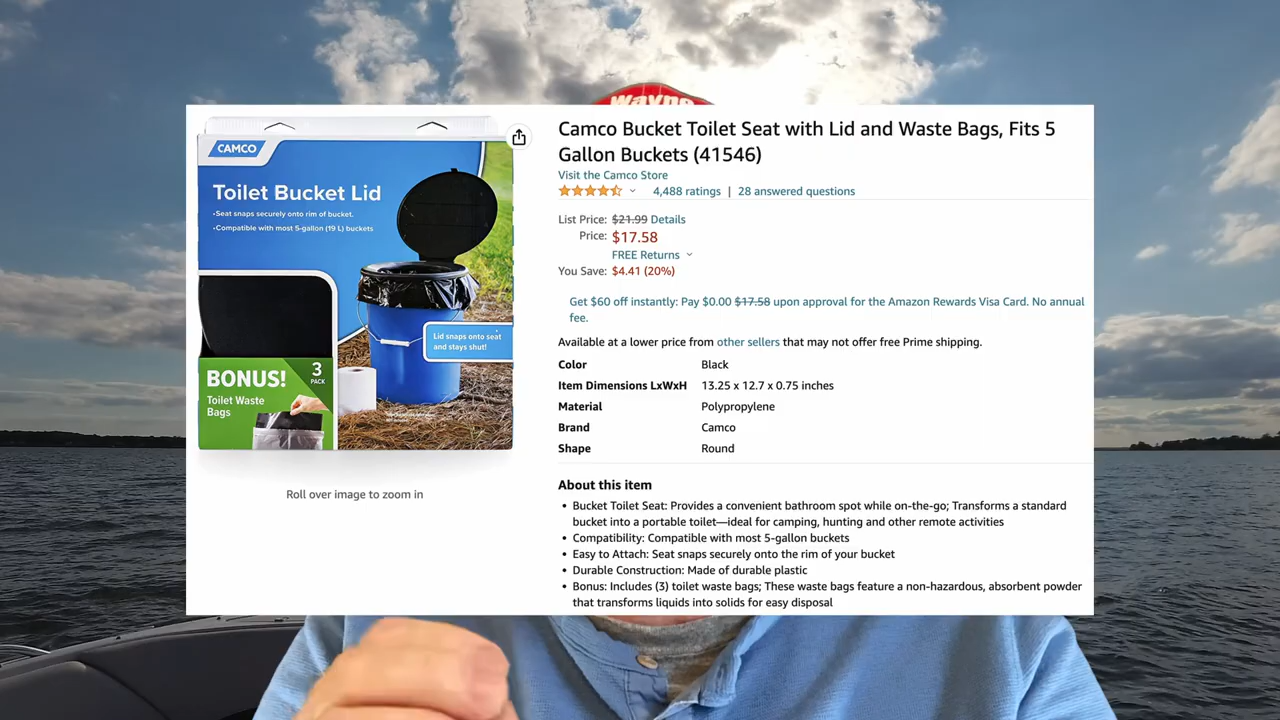 Wayne
CAMCO
Toilet Bucket Lid
•Seat snaps securely onto rim of bucket.
•Compatible with most 5-gallon (19 L) buckets
Lid snaps onto seat
and stays shut!
BONUS!
3
PACK
Toilet Waste
Bags
Roll over image to zoom in
Camco Bucket Toilet Seat with Lid and Waste Bags, Fits 5
Gallon Buckets (41546)
Visit the Camco Store
4,488 ratings | 28 answered questions
List Price: $21.99 Details
Price: $17.58
FREE Returns
You Save: $4.41 (20%)
Get $60 off instantly: Pay $0.00 $17.58 upon approval for the Amazon Rewards Visa Card. No annual
fee.
Available at a lower price from other sellers that may not offer free Prime shipping.
Color Black
Item Dimensions LxWxH 13.25 x 12.7 x 0.75 inches
Material Polypropylene
Brand Camco
Shape Round
About this item
• Bucket Toilet Seat: Provides a convenient bathroom spot while on-the-go; Transforms a standard
bucket into a portable toilet—ideal for camping, hunting and other remote activities
• Compatibility: Compatible with most 5-gallon buckets
• Easy to Attach: Seat snaps securely onto the rim of your bucket
• Durable Construction: Made of durable plastic
• Bonus: Includes (3) toilet waste bags; These waste bags feature a non-hazardous, absorbent powder
that transforms liquids into solids for easy disposal